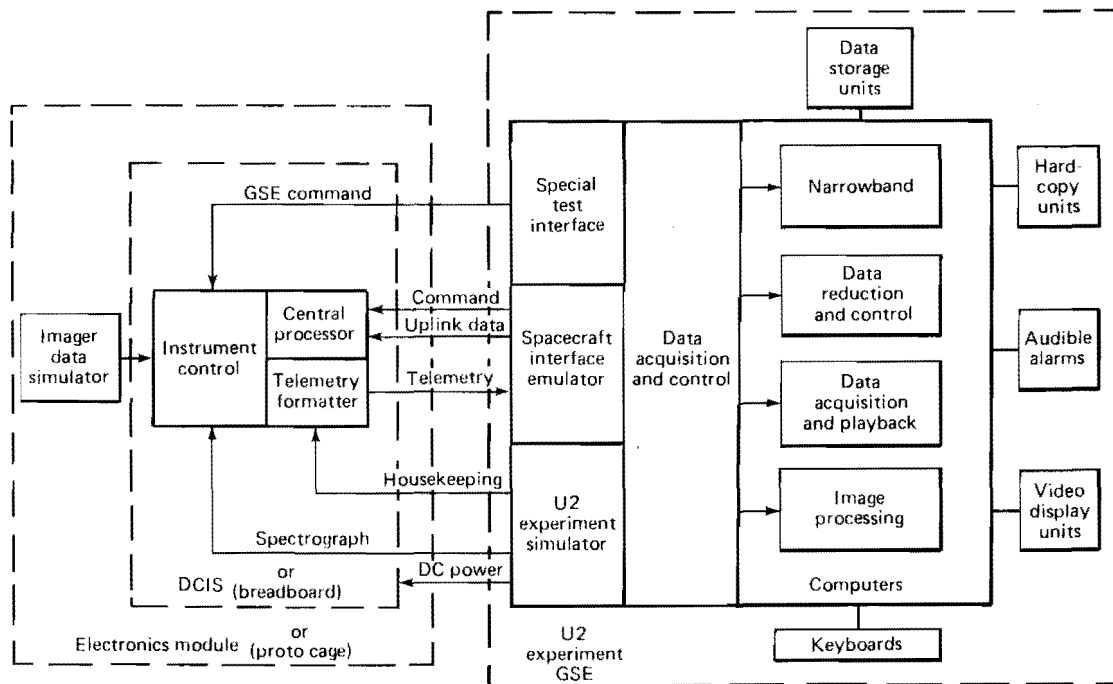 Data
storage
units
Special
test
interface
GSE command
Narrowband
Hard-
copy
units
Imager
data
simulator
Instrument
control
Central
processor
Telemetry
formatter
Command
Uplink data
Telemetry
Spacecraft
interface
emulator
Data
acquisition
and control
Data
reduction
and control
Audible
alarms
Data
acquisition
and playback
Housekeeping
Spectrograph
DC power
U2
experiment
simulator
Image
processing
Video
display
units
DCIS or (breadboard)
Computers
Electronics module or (proto cage)
U2
experiment
GSE
Keyboards